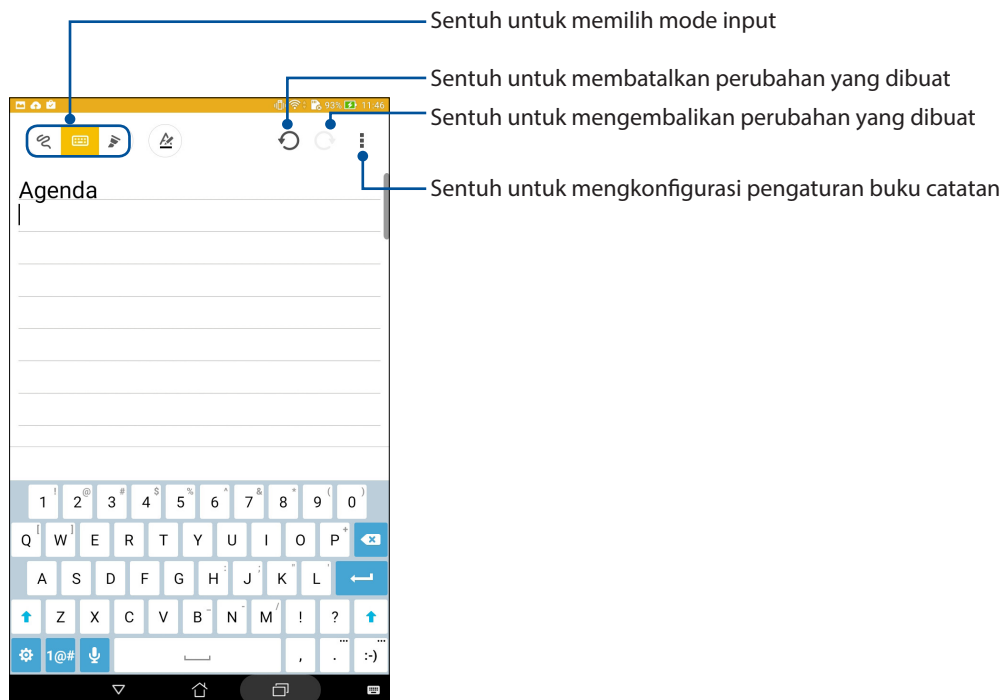 Sentuh untuk memilih mode input
Sentuh untuk membatalkan perubahan yang dibuat
93% 11:46
Sentuh untuk mengembalikan perubahan yang dibuat
Sentuh untuk mengkonfigurasi pengaturan buku catatan
Agenda
1 ! 2 @ 3 # 4 $ 5 % 6 ^ 7 & 8 * 9 ( 0 )
Q [ W ] E R T Y U I O P +
A S D F G H : J ; K " L '
Z X C V B _ N - M / ! ?
1@# , . ... :-) ...